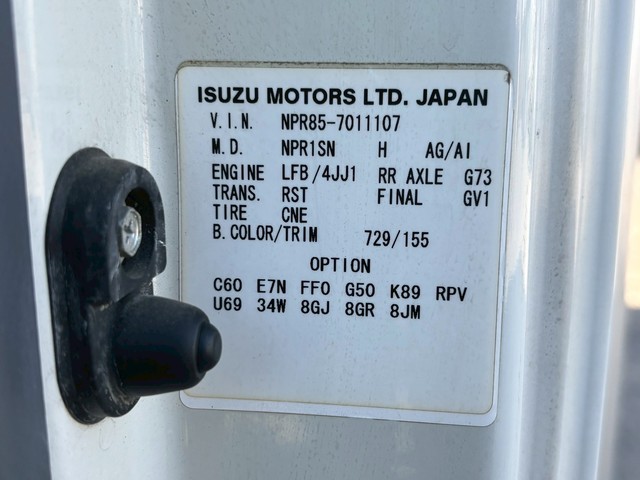 ISUZU MOTORS LTD. JAPAN
V.I.N. NPR85-7011107
M.D. NPR1SN H AG/AI
ENGINE LFB/4JJ1 RR AXLE G73
TRANS. RST FINAL GV1
TIRE CNE
B.COLOR/TRIM 729/155
OPTION
C60 E7N FF0 G50 K89 RPV
U69 34W 8GJ 8GR 8JM